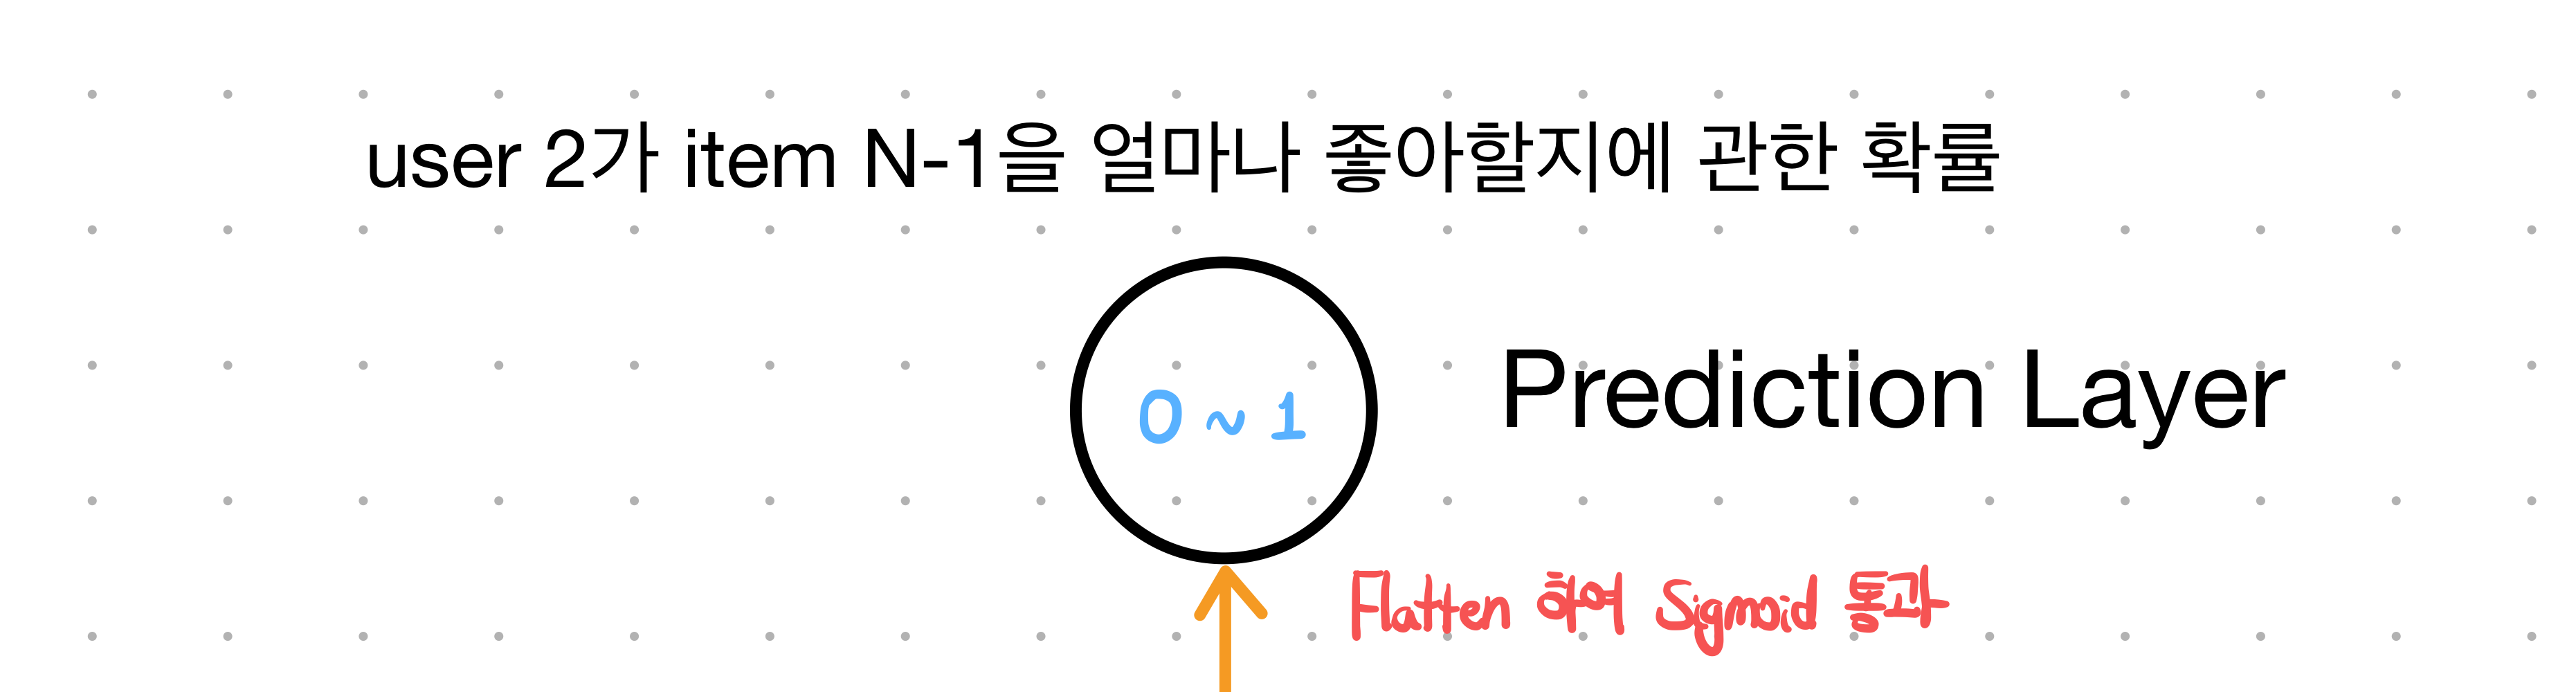 user 2가 item N-1을 얼마나 좋아할지에 관한 확률
0 ~ 1
Prediction Layer
Flatten 하여 Sigmoid 통과